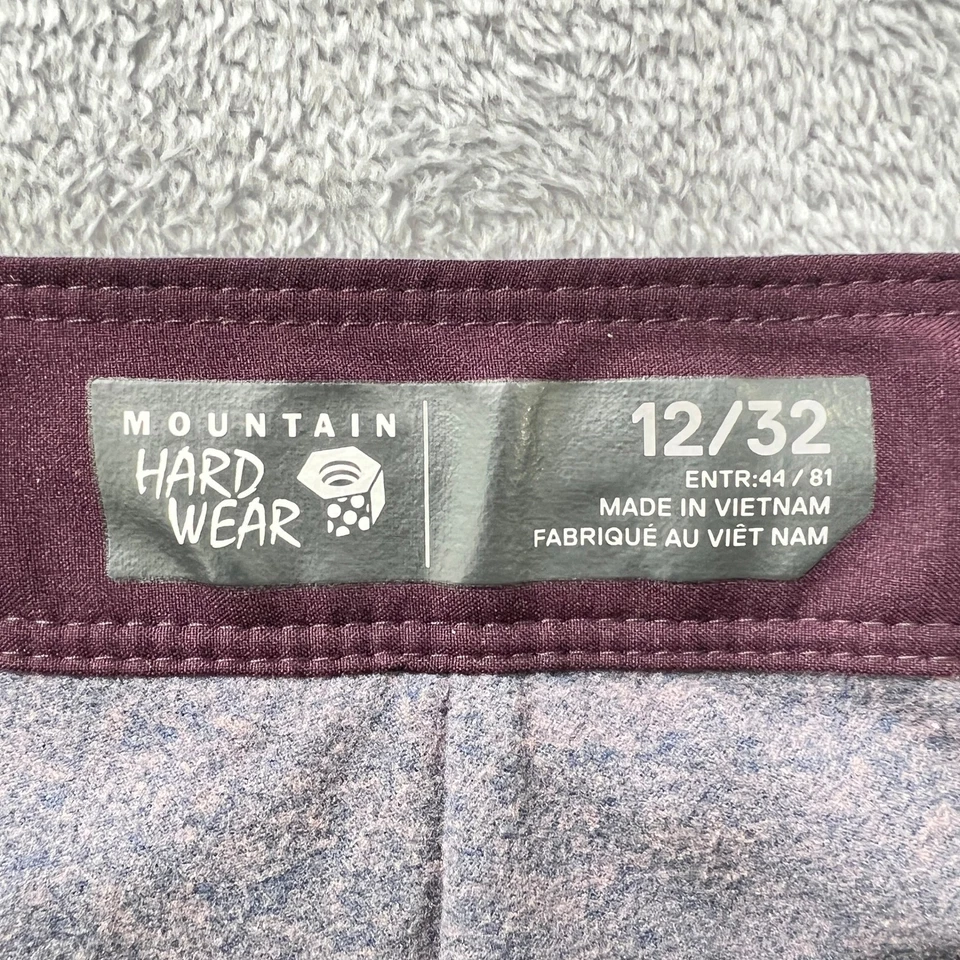 MOUNTAIN
HARD
WEAR
12/32
ENTR:44 / 81
MADE IN VIETNAM
FABRIQUÉ AU VIÊT NAM